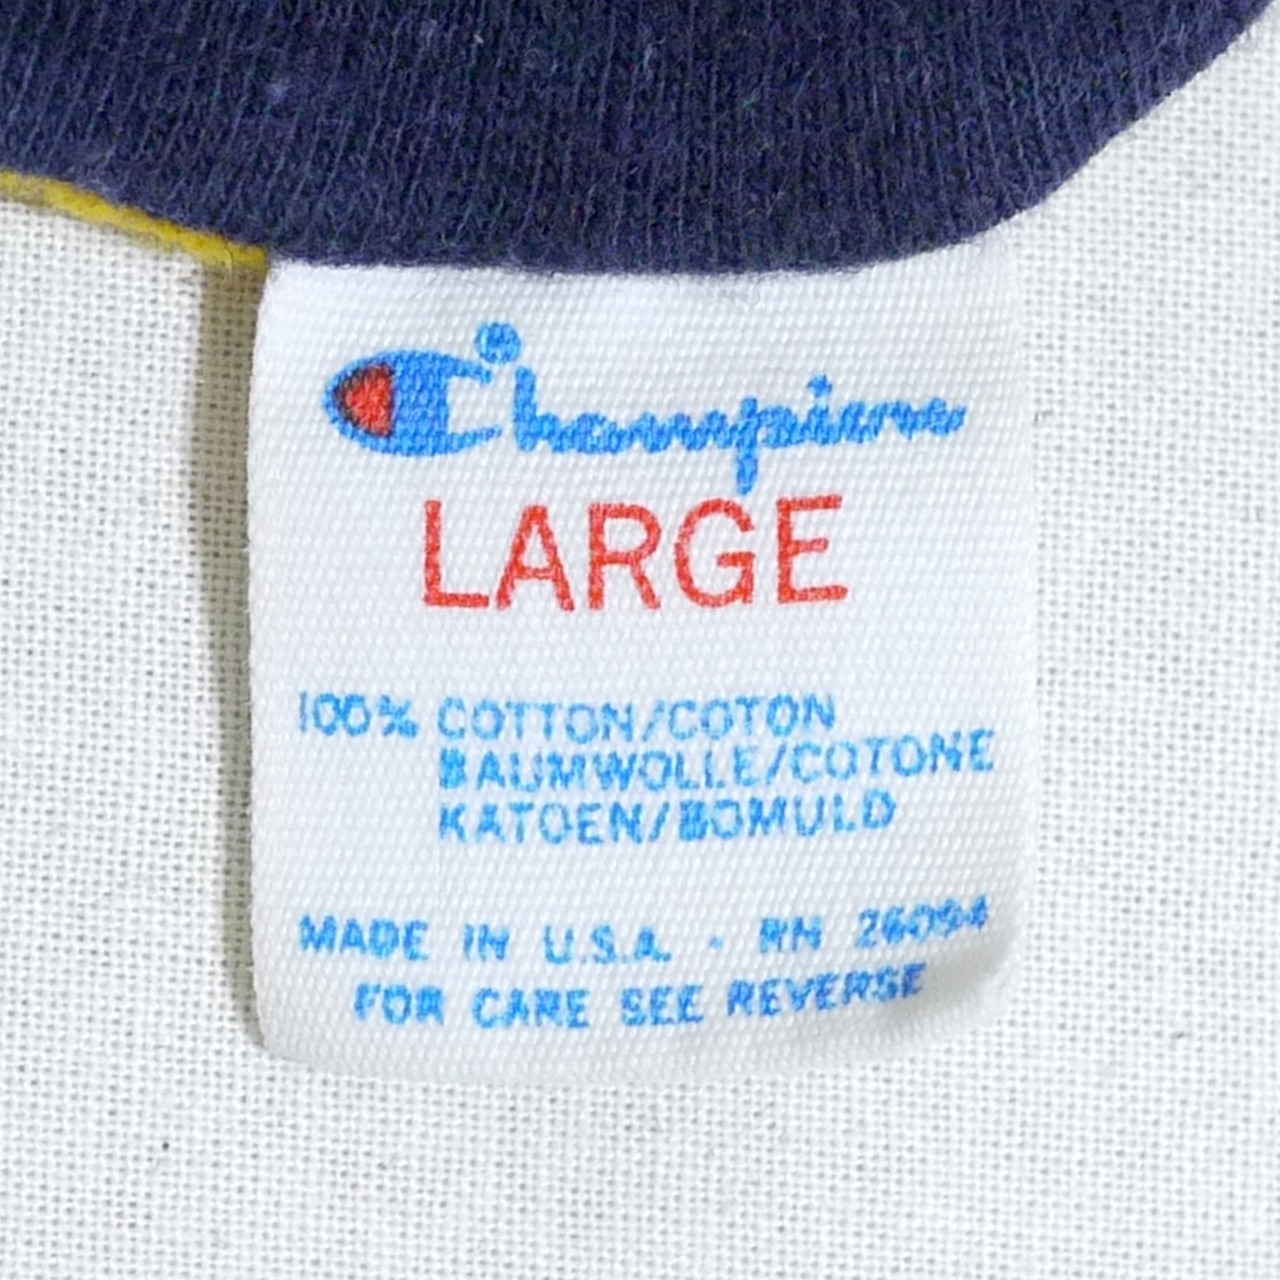 Champion
LARGE
100% COTTON/COTON
BAUMWOLLE/COTONE
KATOEN/BOMULD
MADE IN U.S.A. · RN 26094
FOR CARE SEE REVERSE